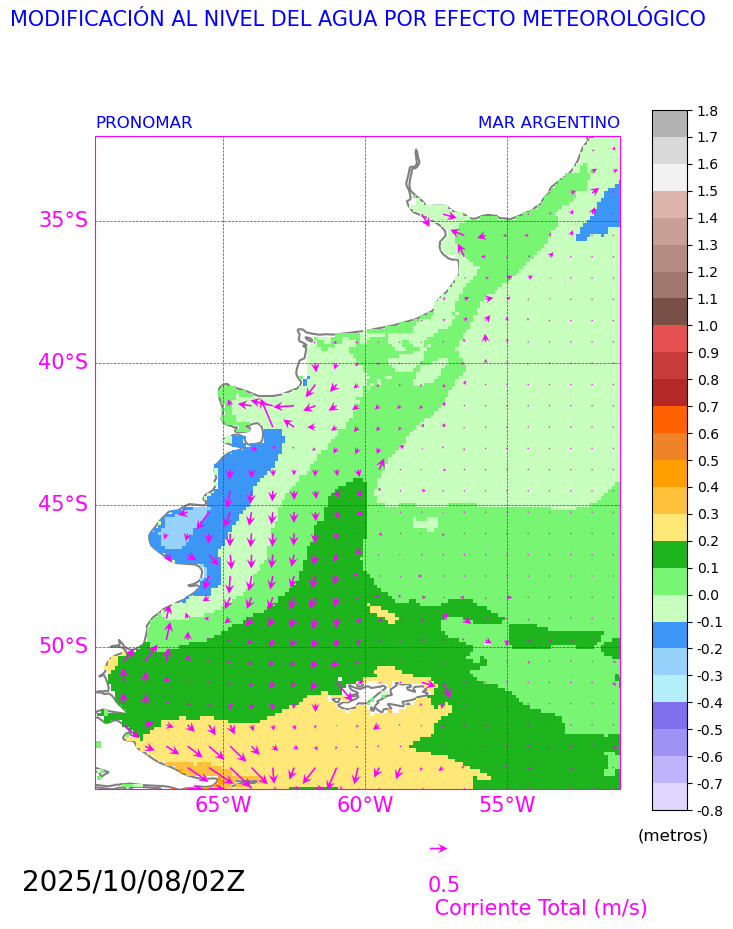 MODIFICACIÓN AL NIVEL DEL AGUA POR EFECTO METEOROLÓGICO
PRONOMAR MAR ARGENTINO
35°S
40°S
45°S
50°S
65°W 60°W 55°W
1.8
1.7
1.6
1.5
1.4
1.3
1.2
1.1
1.0
0.9
0.8
0.7
0.6
0.5
0.4
0.3
0.2
0.1
0.0
-0.1
-0.2
-0.3
-0.4
-0.5
-0.6
-0.7
-0.8
(metros)
2025/10/08/02Z
0.5
Corriente Total (m/s)